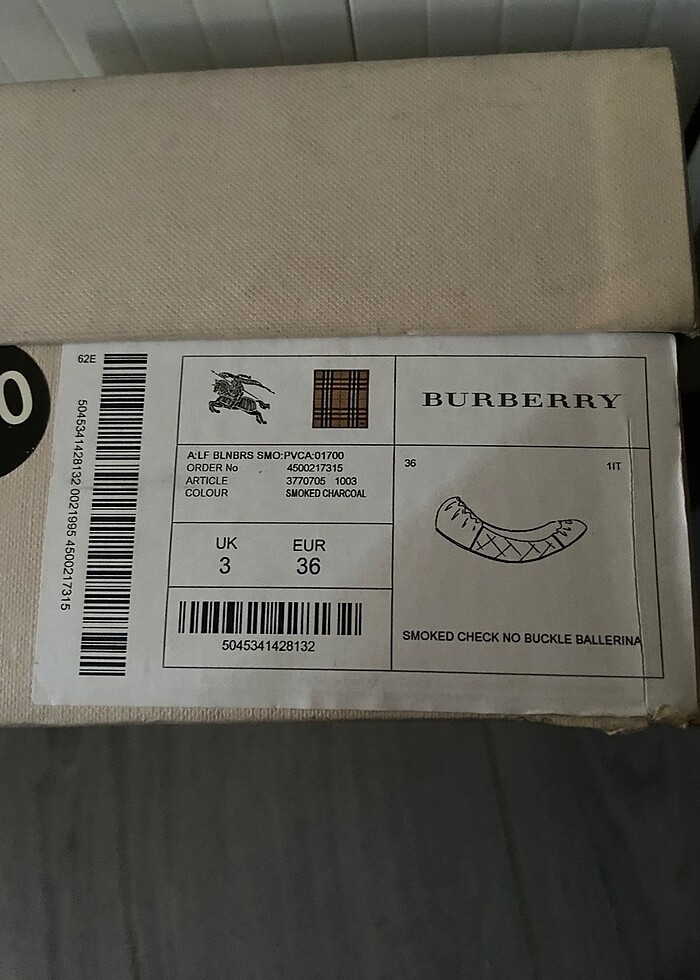 0
62E
5045341428132 0021995 4500217315
BURBERRY
A:LF BLNBRS SMO:PVCA:01700
ORDER No 4500217315
ARTICLE 3770705 1003
COLOUR SMOKED CHARCOAL
UK EUR
3 36
5045341428132
36 1IT
SMOKED CHECK NO BUCKLE BALLERINA